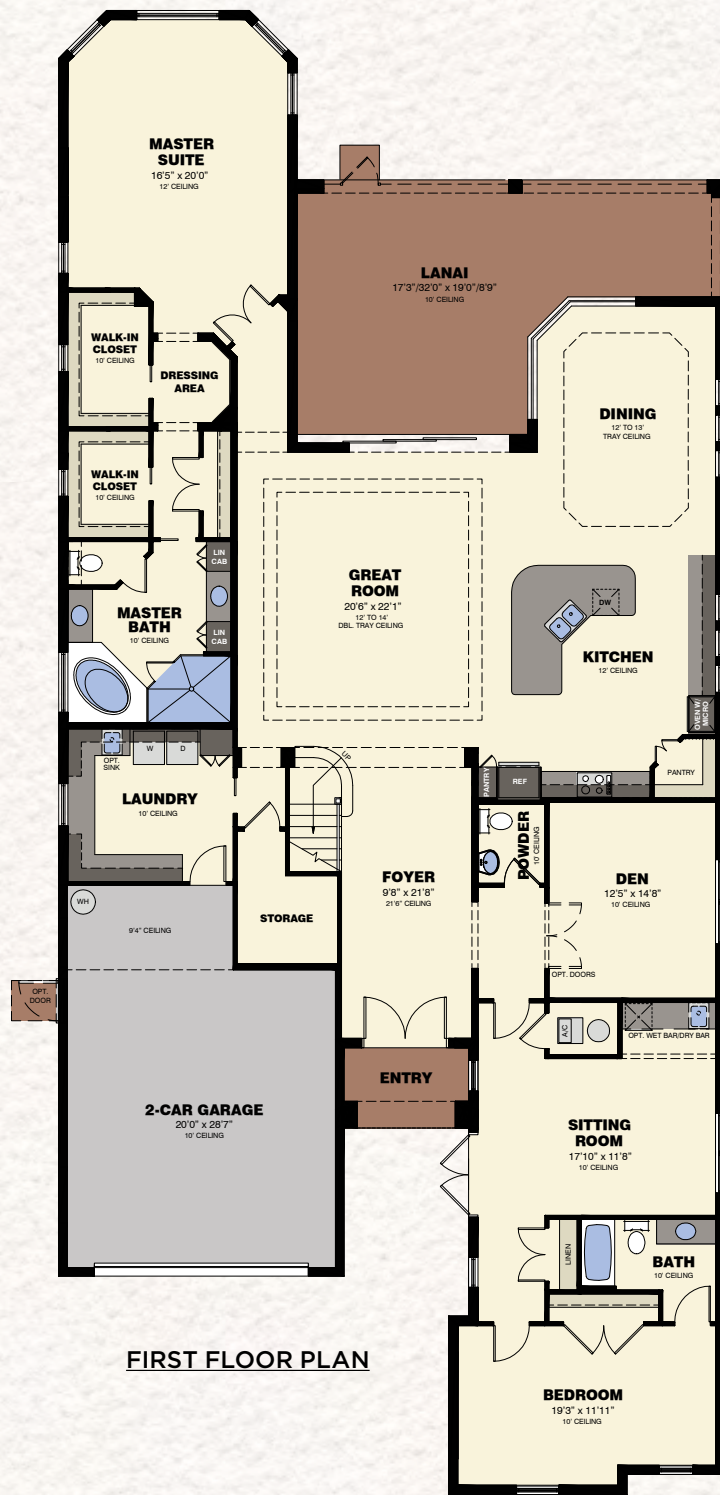 MASTER
SUITE
16'5" x 20'0"
12' CEILING
LANAI
17'3"/32'0" x 19'0"/8'9"
10' CEILING
WALK-IN
CLOSET
10' CEILING
DRESSING
AREA
DINING
12' TO 13'
TRAY CEILING
WALK-IN
CLOSET
10' CEILING
LIN
CAB
GREAT
ROOM
20'6" x 22'1"
12' TO 14'
DBL. TRAY CEILING
DW
MASTER
BATH
10' CEILING
LIN
CAB
KITCHEN
12' CEILING
OVEN W/
MICRO
OPT.
SINK
W
D
UP
PANTRY
REF
PANTRY
LAUNDRY
10' CEILING
POWDER
10' CEILING
FOYER
9'8" x 21'8"
21'6" CEILING
DEN
12'5" x 14'8"
10' CEILING
WH
9'4" CEILING
STORAGE
OPT. DOORS
OPT.
DOOR
A/C
OPT. WET BAR/DRY BAR
ENTRY
2-CAR GARAGE
20'0" x 28'7"
10' CEILING
SITTING
ROOM
17'10" x 11'8"
10' CEILING
LINEN
BATH
10' CEILING
FIRST FLOOR PLAN
BEDROOM
19'3" x 11'11"
10' CEILING